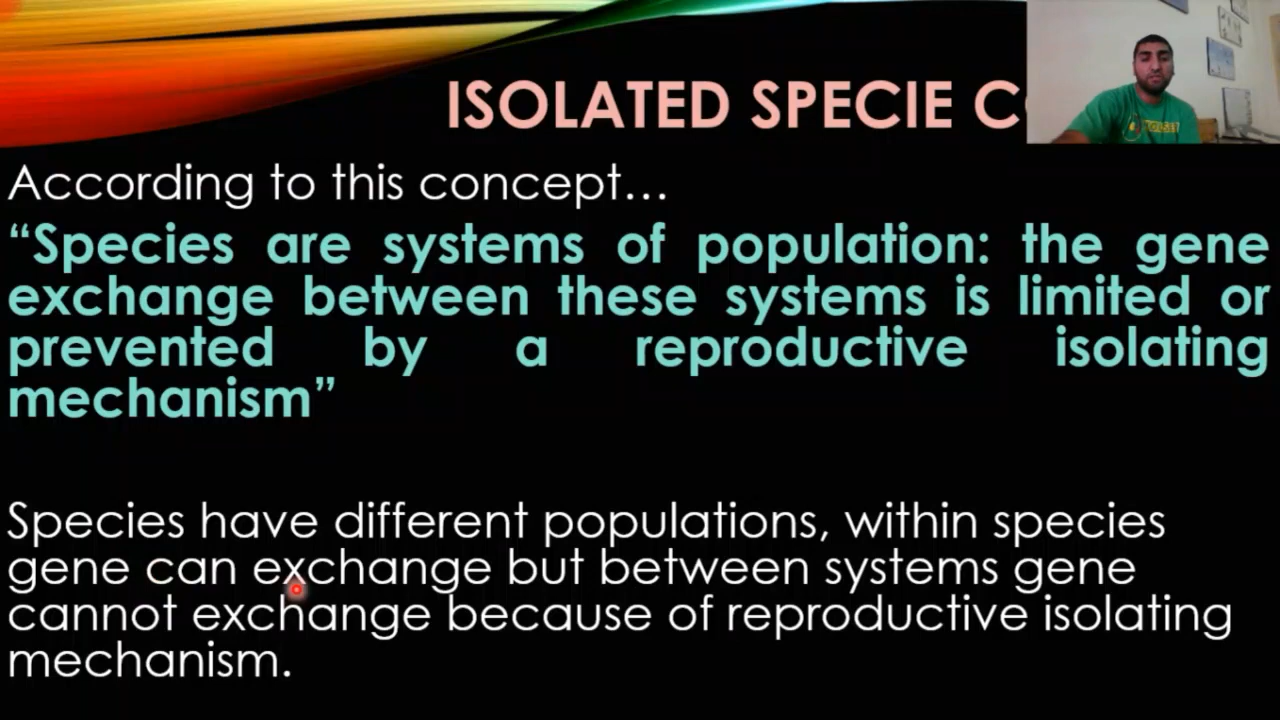 ISOLATED SPECIE
According to this concept...
“Species are systems of population: the gene
exchange between these systems is limited or
prevented by a reproductive isolating
mechanism”
Species have different populations, within species
gene can exchange but between systems gene
cannot exchange because of reproductive isolating
mechanism.